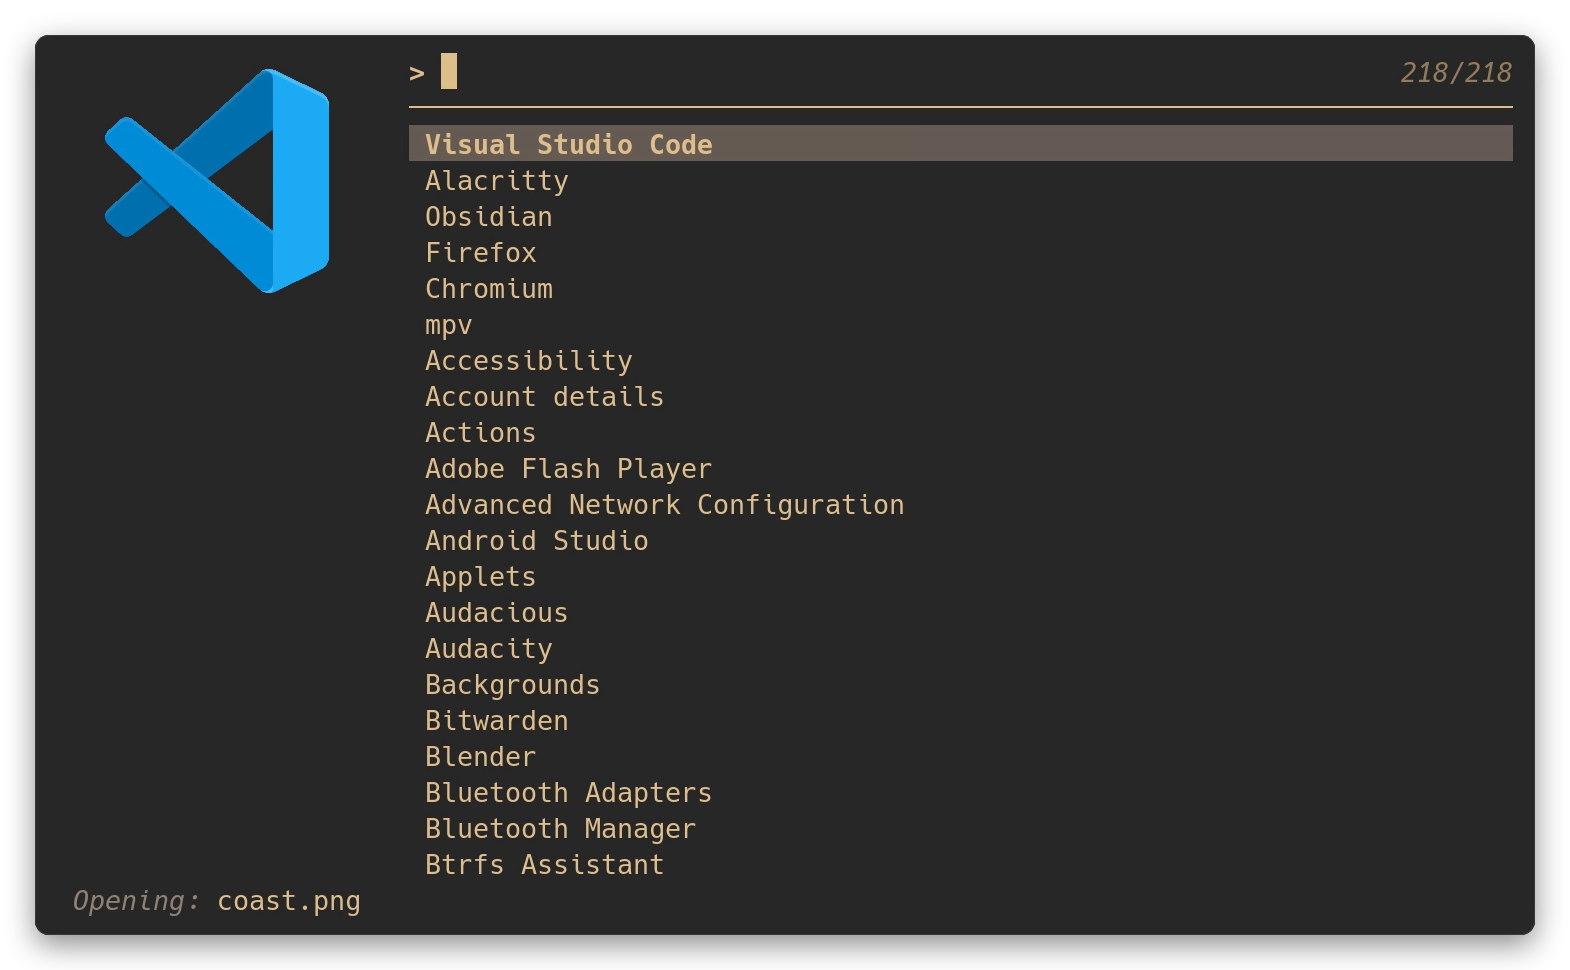 > 218/218
Visual Studio Code
Alacritty
Obsidian
Firefox
Chromium
mpv
Accessibility
Account details
Actions
Adobe Flash Player
Advanced Network Configuration
Android Studio
Applets
Audacious
Audacity
Backgrounds
Bitwarden
Blender
Bluetooth Adapters
Bluetooth Manager
Btrfs Assistant
Opening: coast.png